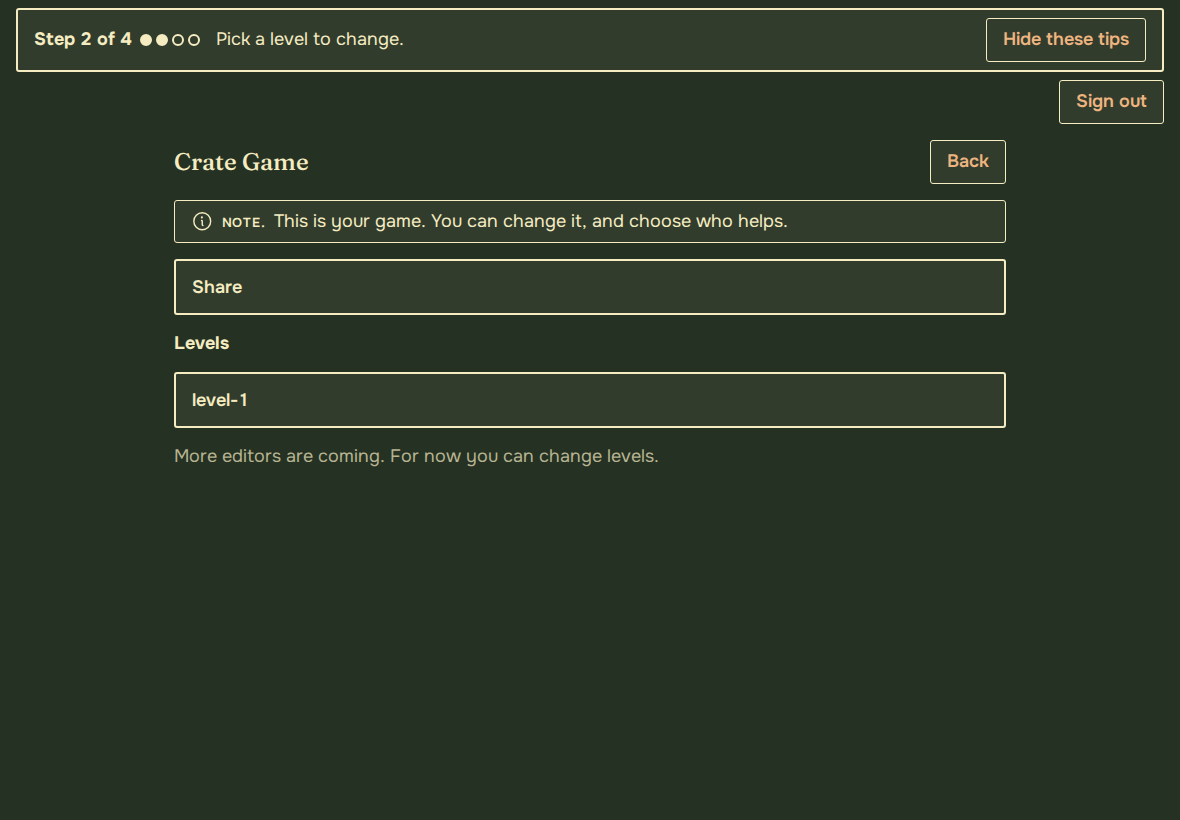 Step 2 of 4 Pick a level to change. Hide these tips
Sign out
Crate Game Back
NOTE. This is your game. You can change it, and choose who helps.
Share
Levels
level-1
More editors are coming. For now you can change levels.